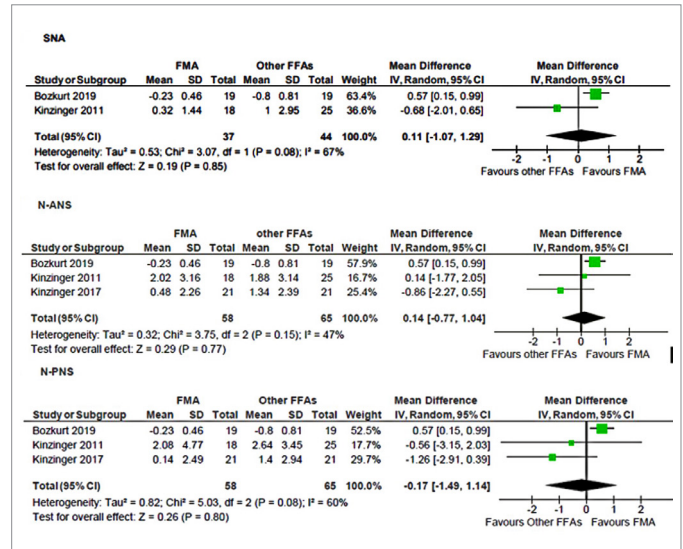 SNA
FMA Other FFAs Mean Difference Mean Difference
Study or Subgroup Mean SD Total Mean SD Total Weight IV, Random, 95% CI IV, Random, 95% CI
Bozkurt 2019 -0.23 0.46 19 -0.8 0.81 19 63.4% 0.57 [0.15, 0.99]
Kinzinger 2011 0.32 1.44 18 1 2.95 25 36.6% -0.68 [-2.01, 0.65]
Total (95% CI) 37 44 100.0% 0.11 [-1.07, 1.29]
Heterogeneity: Tau² = 0.53; Chi² = 3.07, df = 1 (P = 0.08); I² = 67%
Test for overall effect: Z = 0.19 (P = 0.85)
-2 -1 0 1 2
Favours other FFAs Favours FMA
N-ANS
FMA other FFAs Mean Difference Mean Difference
Study or Subgroup Mean SD Total Mean SD Total Weight IV, Random, 95% CI IV, Random, 95% CI
Bozkurt 2019 -0.23 0.46 19 -0.8 0.81 19 57.9% 0.57 [0.15, 0.99]
Kinzinger 2011 2.02 3.16 18 1.88 3.14 25 16.7% 0.14 [-1.77, 2.05]
Kinzinger 2017 0.48 2.26 21 1.34 2.39 21 25.4% -0.86 [-2.27, 0.55]
Total (95% CI) 58 65 100.0% 0.14 [-0.77, 1.04]
Heterogeneity: Tau² = 0.32; Chi² = 3.75, df = 2 (P = 0.15); I² = 47%
Test for overall effect: Z = 0.29 (P = 0.77)
-2 -1 0 1 2
Favours other FFAs Favours FMA
N-PNS
FMA Other FFAs Mean Difference Mean Difference
Study or Subgroup Mean SD Total Mean SD Total Weight IV, Random, 95% CI IV, Random, 95% CI
Bozkurt 2019 -0.23 0.46 19 -0.8 0.81 19 52.5% 0.57 [0.15, 0.99]
Kinzinger 2011 2.08 4.77 18 2.64 3.45 25 17.7% -0.56 [-3.15, 2.03]
Kinzinger 2017 0.14 2.49 21 1.4 2.94 21 29.7% -1.26 [-2.91, 0.39]
Total (95% CI) 58 65 100.0% -0.17 [-1.49, 1.14]
Heterogeneity: Tau² = 0.82; Chi² = 5.03, df = 2 (P = 0.08); I² = 60%
Test for overall effect: Z = 0.26 (P = 0.80)
-2 -1 0 1 2
Favours Other FFAs Favours FMA